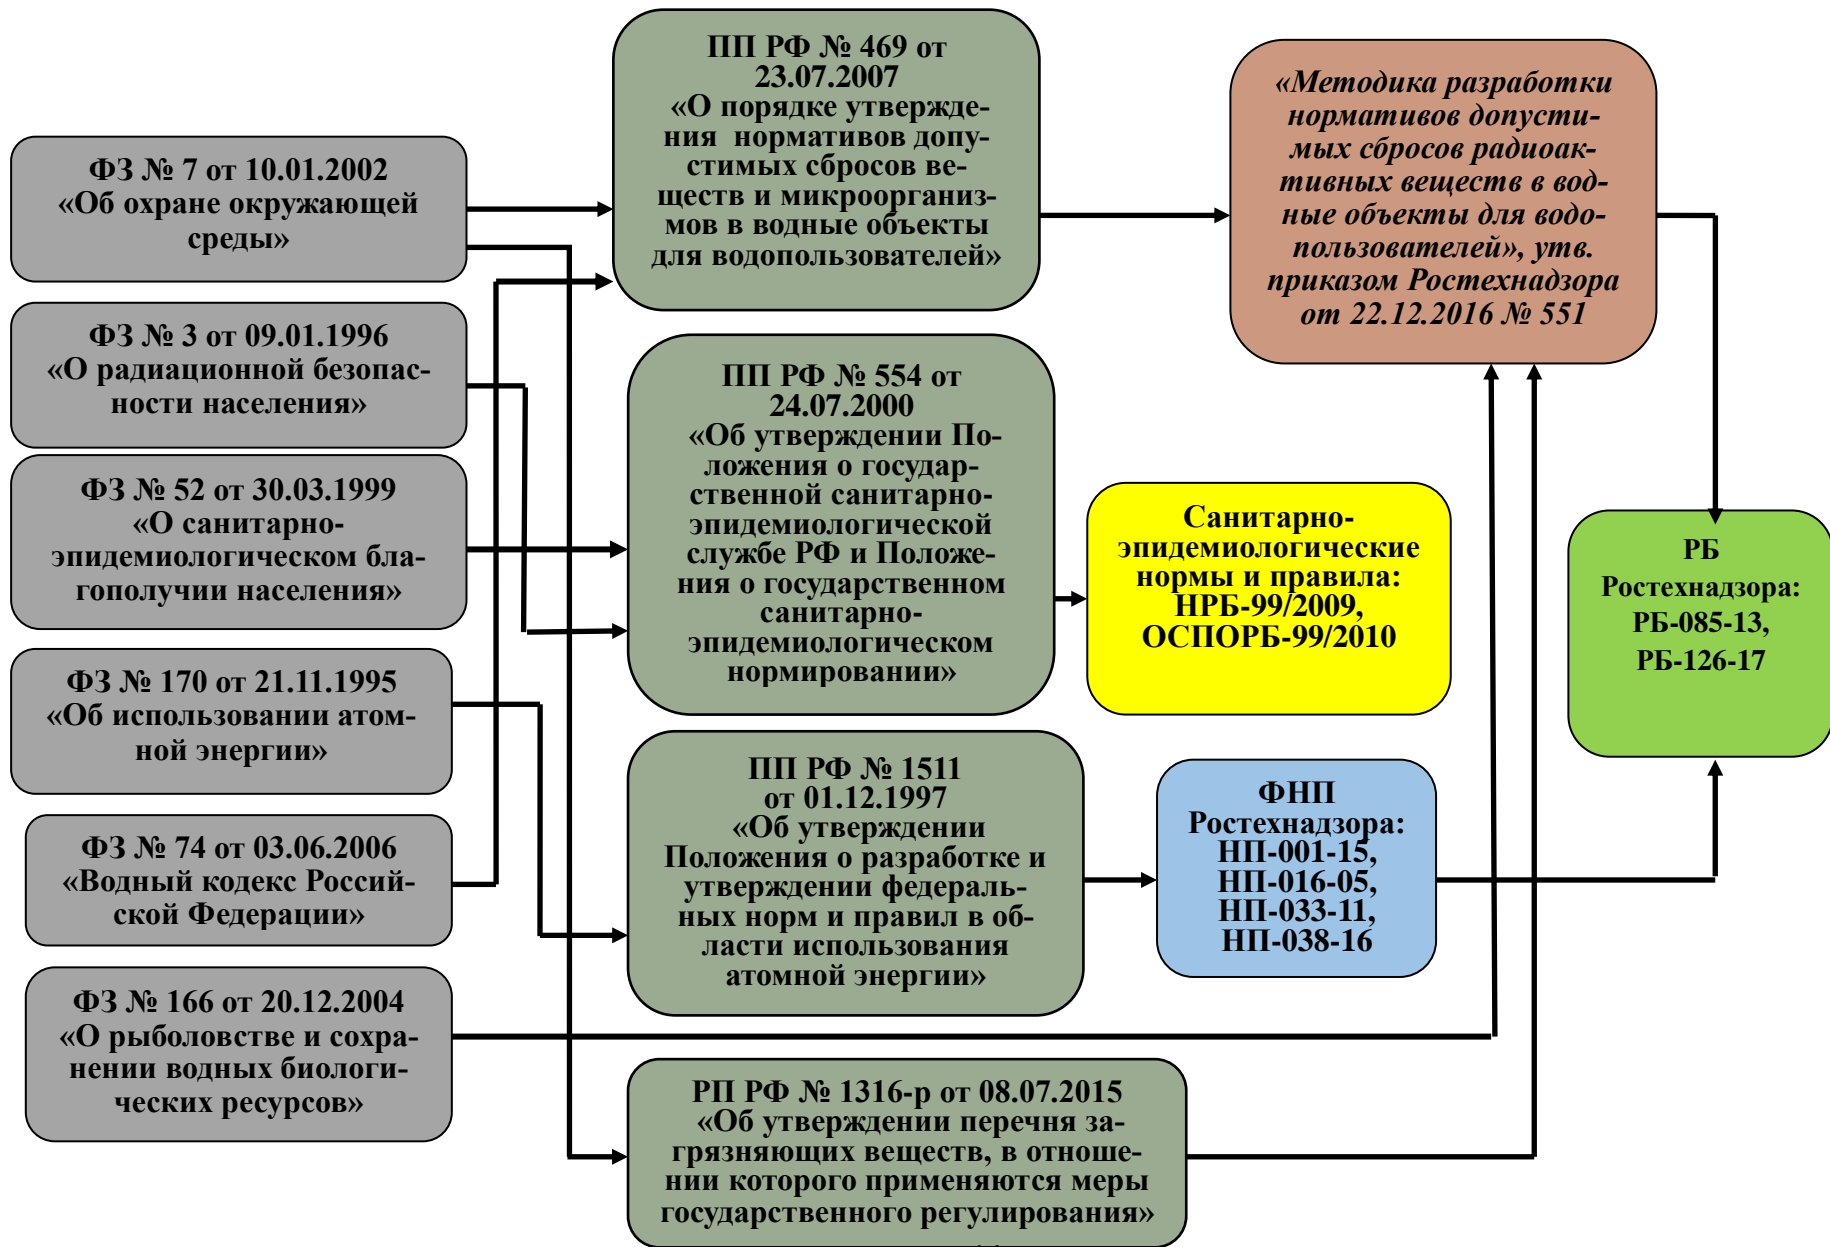 ФЗ № 7 от 10.01.2002
«Об охране окружающей
среды»
ФЗ № 3 от 09.01.1996
«О радиационной безопас-
ности населения»
ФЗ № 52 от 30.03.1999
«О санитарно-
эпидемиологическом бла-
гополучии населения»
ФЗ № 170 от 21.11.1995
«Об использовании атом-
ной энергии»
ФЗ № 74 от 03.06.2006
«Водный кодекс Россий-
ской Федерации»
ФЗ № 166 от 20.12.2004
«О рыболовстве и сохра-
нении водных биологи-
ческих ресурсов»
ПП РФ № 469 от
23.07.2007
«О порядке утвержде-
ния нормативов допу-
стимых сбросов ве-
ществ и микроорганиз-
мов в водные объекты
для водопользователей»
ПП РФ № 554 от
24.07.2000
«Об утверждении По-
ложения о государ-
ственной санитарно-
эпидемиологической
службе РФ и Положе-
ния о государственном
санитарно-
эпидемиологическом
нормировании»
ПП РФ № 1511
от 01.12.1997
«Об утверждении
Положения о разработке и
утверждении федераль-
ных норм и правил в об-
ласти использования
атомной энергии»
РП РФ № 1316-р от 08.07.2015
«Об утверждении перечня за-
грязняющих веществ, в отноше-
нии которого применяются меры
государственного регулирования»
«Методика разработки
нормативов допусти-
мых сбросов радиоак-
тивных веществ в вод-
ные объекты для водо-
пользователей», утв.
приказом Ростехнадзора
от 22.12.2016 № 551
Санитарно-
эпидемиологические
нормы и правила:
НРБ-99/2009,
ОСПОРБ-99/2010
ФНП
Ростехнадзора:
НП-001-15,
НП-016-05,
НП-033-11,
НП-038-16
РБ
Ростехнадзора:
РБ-085-13,
РБ-126-17